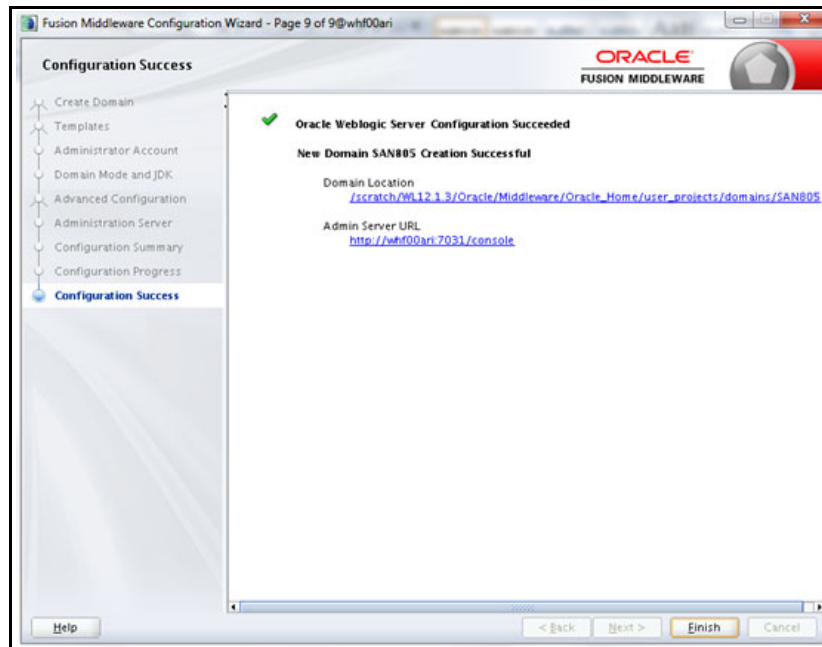 Fusion Middleware Configuration Wizard - Page 9 of 9@whf00ari
Configuration Success
ORACLE
FUSION MIDDLEWARE
Create Domain
Templates
Administrator Account
Domain Mode and JDK
Advanced Configuration
Administration Server
Configuration Summary
Configuration Progress
Configuration Success
Oracle Weblogic Server Configuration Succeeded
New Domain SAN805 Creation Successful
Domain Location
/scratch/WL12.1.3/Oracle/Middleware/Oracle_Home/user_projects/domains/SAN805
Admin Server URL
http://whf00ari:7031/console
Help
< Back
Next >
Finish
Cancel